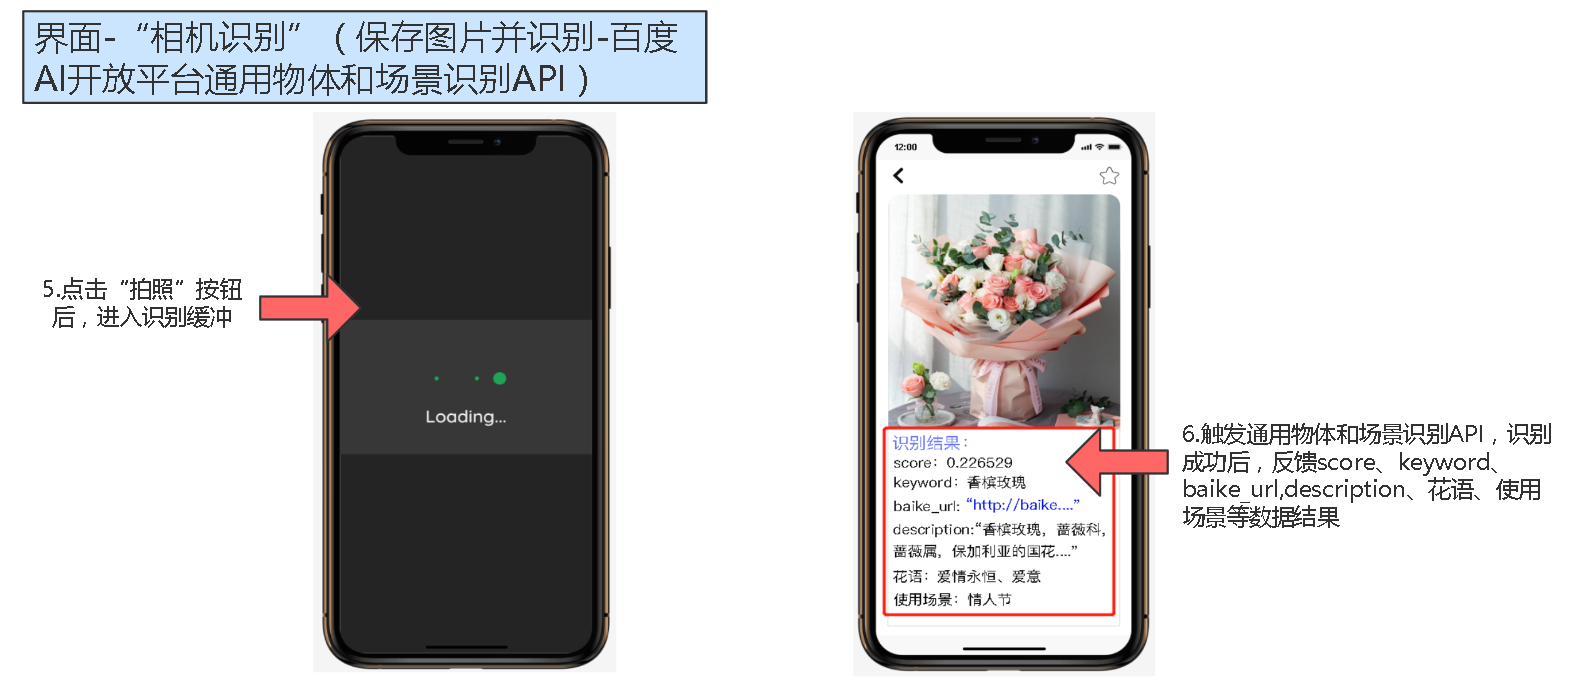 界面-“相机识别”（保存图片并识别-百度
AI开放平台通用物体和场景识别API）
5.点击“拍照”按钮
后，进入识别缓冲
Loading...
12:00
识别结果：
score：0.226529
keyword：香槟玫瑰
baike_url: “http://baike....”
description:“香槟玫瑰，蔷薇科，
蔷薇属，保加利亚的国花....”
花语：爱情永恒、爱意
使用场景：情人节
6.触发通用物体和场景识别API，识别
成功后，反馈score、keyword、
baike_url,description、花语、使用
场景等数据结果